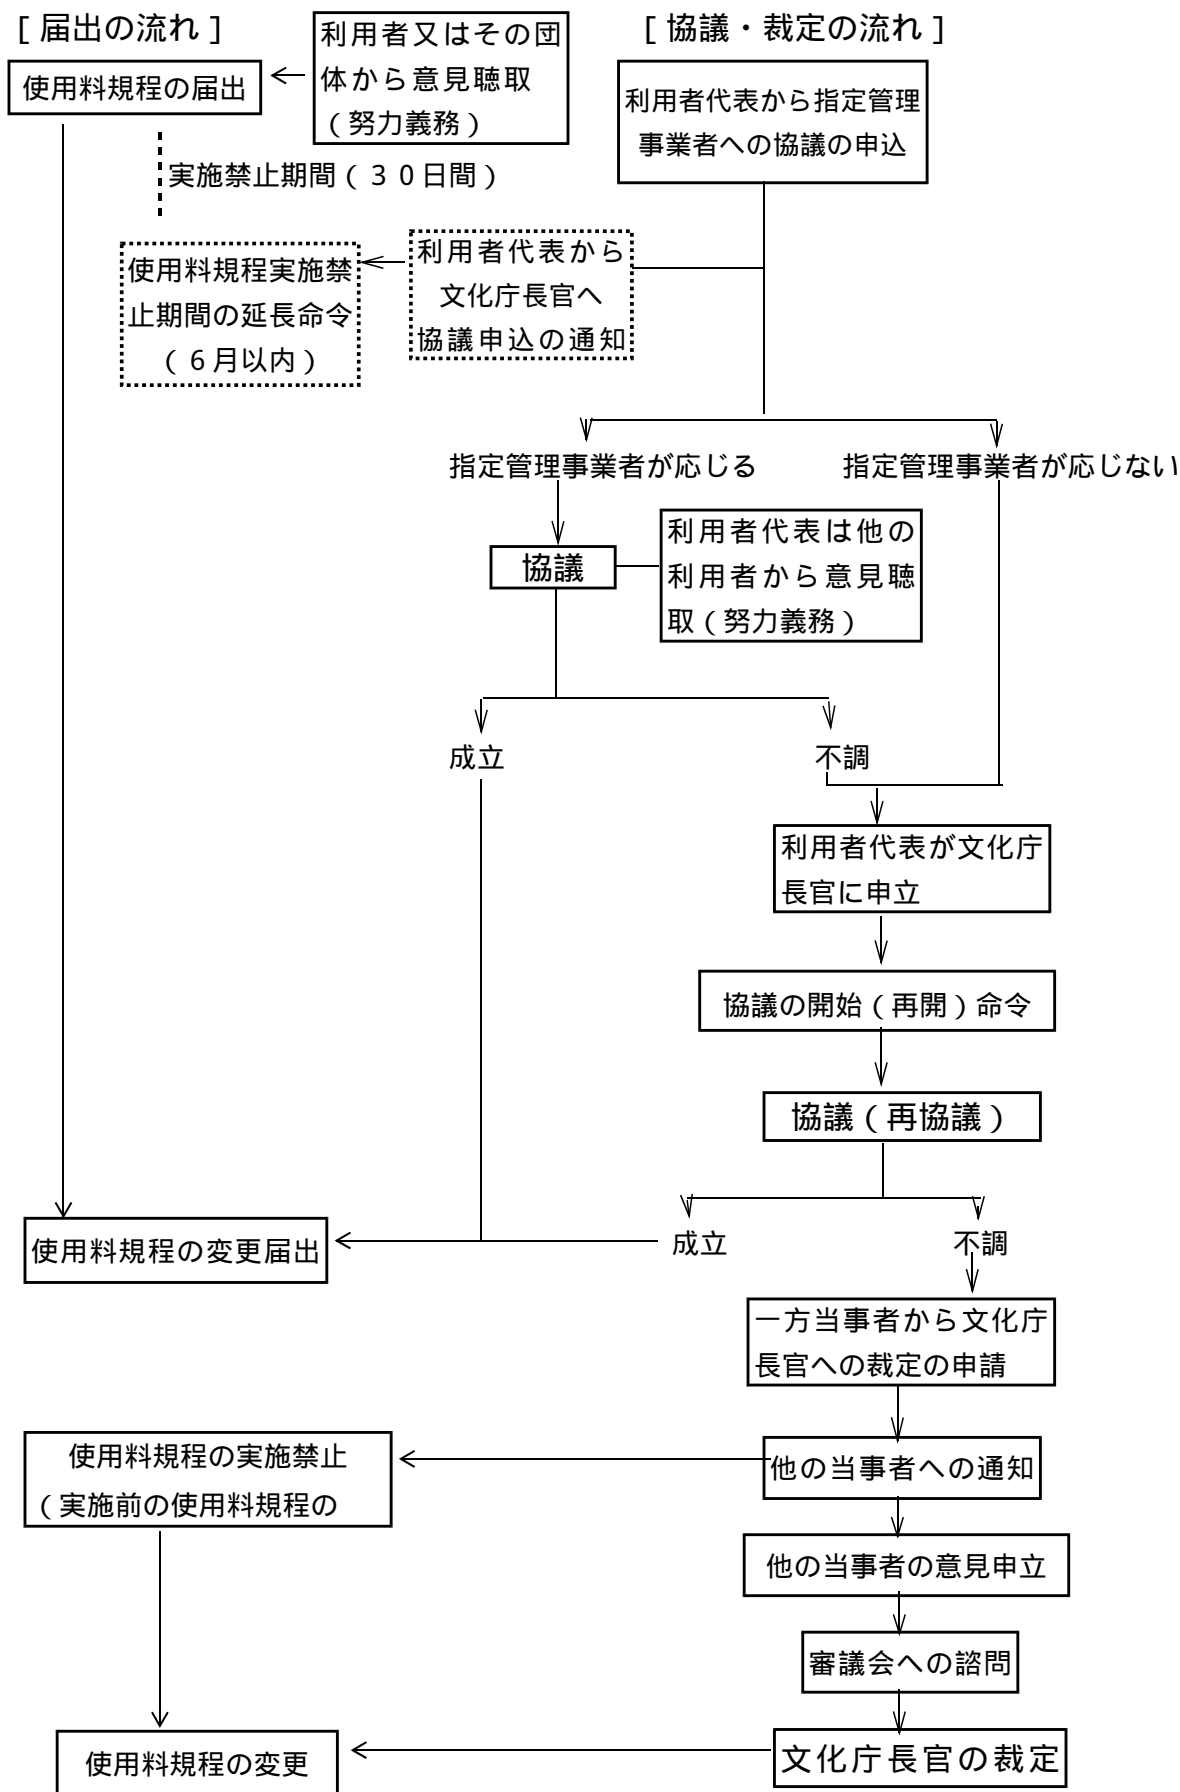 [ 届出の流れ ]
利用者又はその団
体から意見聴取
（努力義務）
使用料規程の届出
実施禁止期間（３０日間）
使用料規程実施禁
止期間の延長命令
（６月以内）
[ 協議・裁定の流れ ]
利用者代表から指定管理
事業者への協議の申込
利用者代表から
文化庁長官へ
協議申込の通知
指定管理事業者が応じる
指定管理事業者が応じない
協議
利用者代表は他の
利用者から意見聴
取（努力義務）
成立
不調
利用者代表が文化庁
長官に申立
協議の開始（再開）命令
協議（再協議）
成立
不調
使用料規程の変更届出
一方当事者から文化庁
長官への裁定の申請
使用料規程の実施禁止
（実施前の使用料規程の
他の当事者への通知
他の当事者の意見申立
審議会への諮問
文化庁長官の裁定
使用料規程の変更